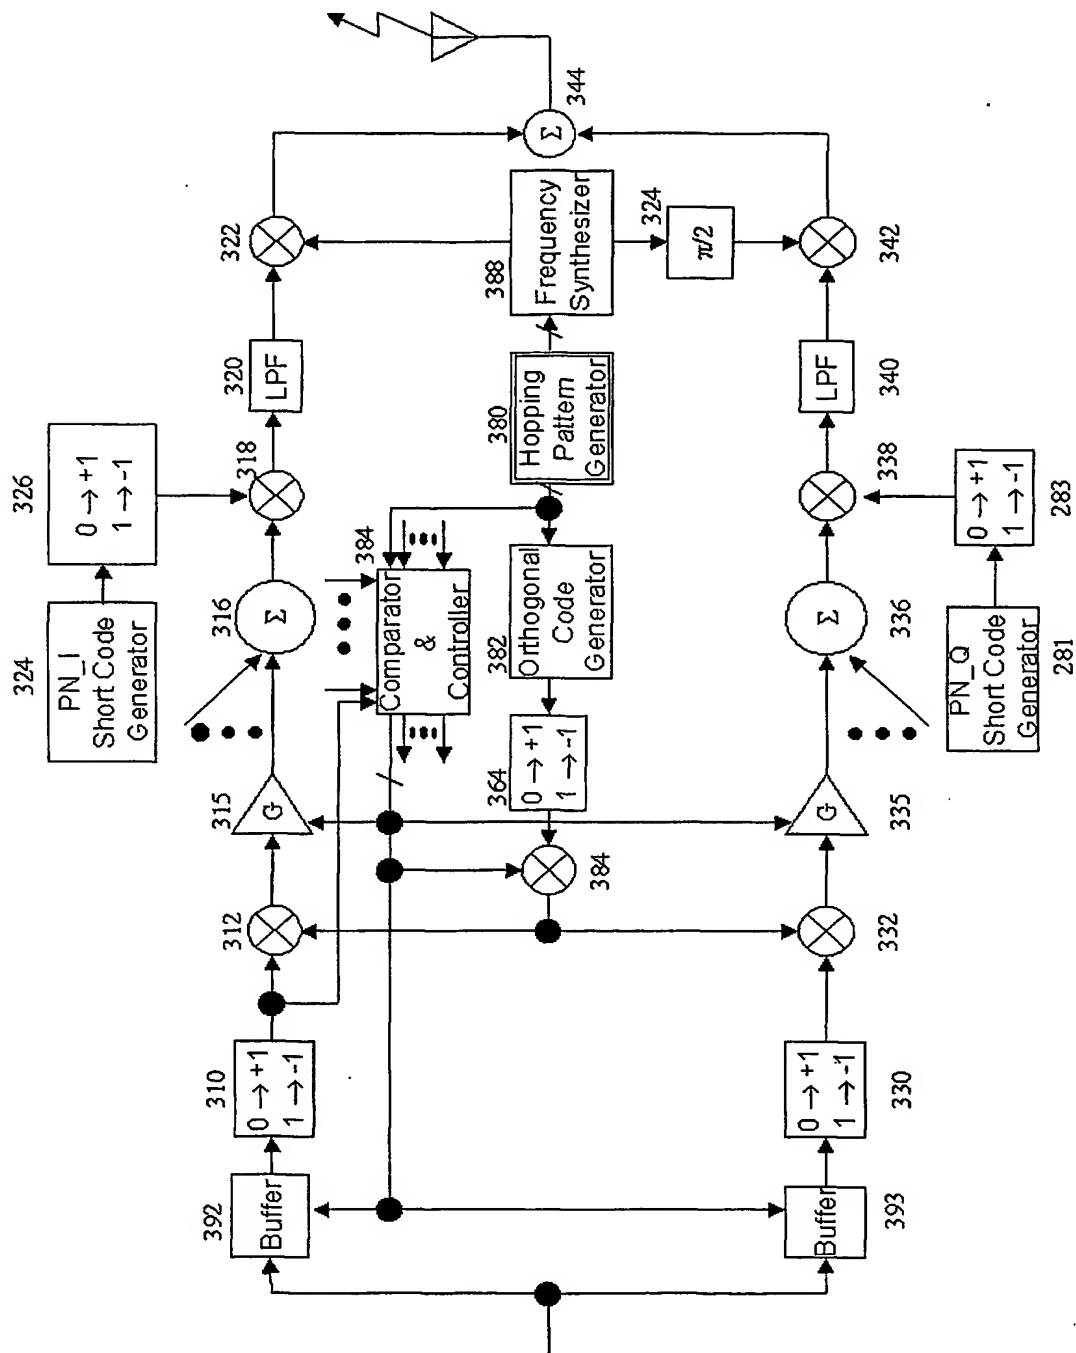 344
322
388
Frequency
Synthesizer
324
π/2
342
Σ
320
LPF
380
Hopping
Pattern
Generator
340
LPF
326
0 → +1
1 → -1
318
338
283
0 → +1
1 → -1
324
PN_I
Short Code
Generator
316
Σ
384
Comparator
&
Controller
382
Orthogonal
Code
Generator
336
Σ
281
PN_Q
Short Code
Generator
315
G
364
0 → +1
1 → -1
335
G
384
312
332
310
0 → +1
1 → -1
330
0 → +1
1 → -1
392
Buffer
393
Buffer